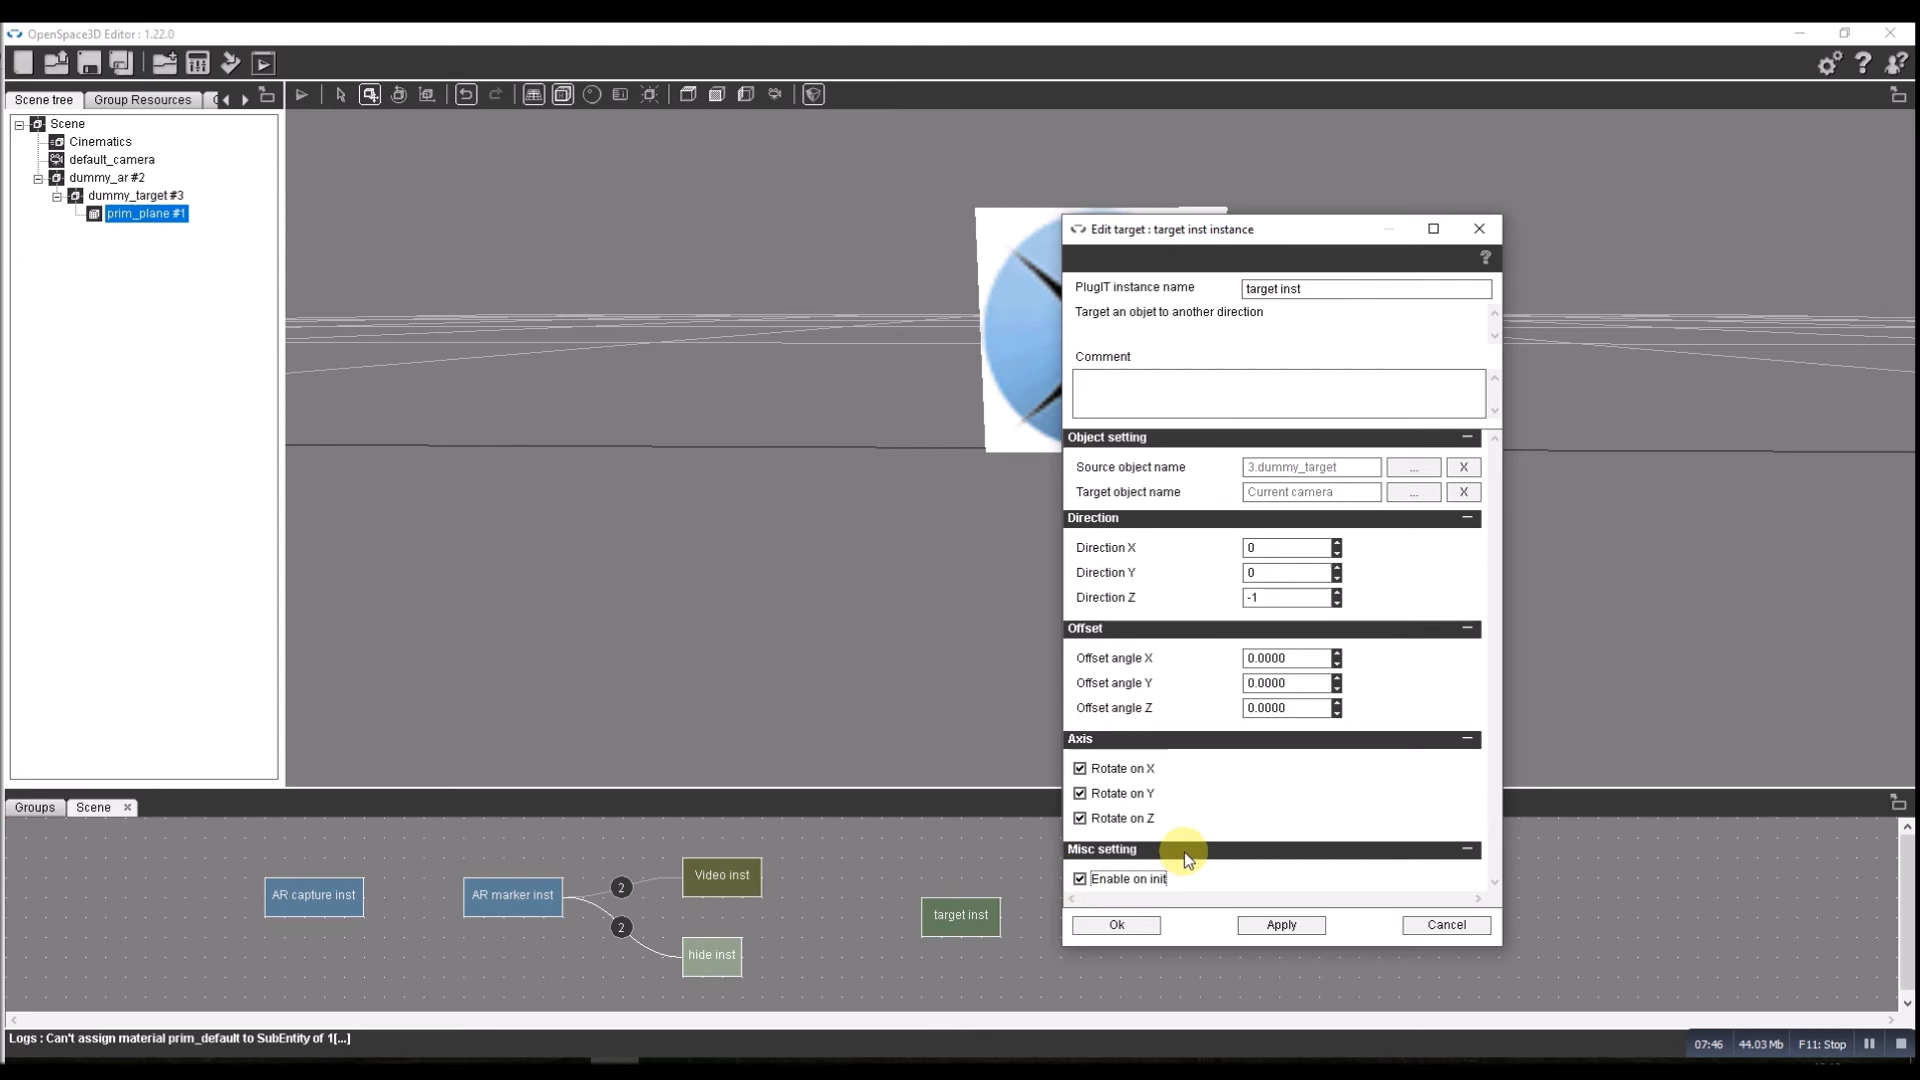 OpenSpace3D Editor : 1.22.0
Scene tree
Group Resources
Scene
Cinematics
default_camera
dummy_ar #2
dummy_target #3
prim_plane #1
Edit target : target inst instance
?
PlugIT instance name
target inst
Target an objet to another direction
Comment
Object setting
Source object name
3.dummy_target
...
X
Target object name
Current camera
...
X
Direction
Direction X
0
Direction Y
0
Direction Z
-1
Offset
Offset angle X
0.0000
Offset angle Y
0.0000
Offset angle Z
0.0000
Axis
Rotate on X
Rotate on Y
Rotate on Z
Misc setting
Enable on init
Ok
Apply
Cancel
Groups
Scene
AR capture inst
AR marker inst
2
2
Video inst
hide inst
target inst
Logs : Can't assign material prim_default to SubEntity of 1[...]
07:46
44.03 Mb
F11: Stop